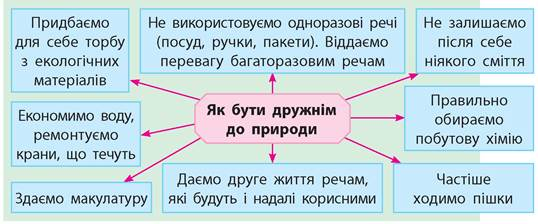 Придбаємо
для себе торбу
з екологічних
матеріалів
Не використовуємо одноразові речі
(посуд, ручки, пакети). Віддаємо
перевагу багаторазовим речам
Не залишаємо
після себе
ніякого сміття
Економимо воду,
ремонтуємо
крани, що течуть
Як бути дружнім
до природи
Правильно
обираємо
побутову хімію
Здаємо макулатуру
Даємо друге життя речам,
які будуть і надалі корисними
Частіше
ходимо пішки